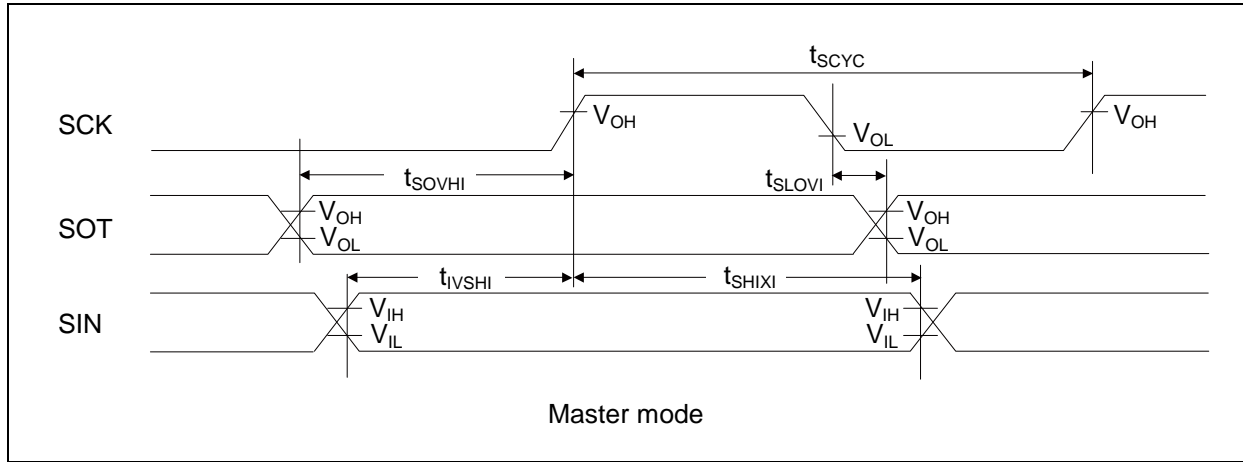 tSCYC
SCK
VOH
VOL
VOH
tSOVHI
tSLOVI
SOT
VOH
VOL
VOH
VOL
tIVSHI
tSHIXI
SIN
VIH
VIL
VIH
VIL
Master mode